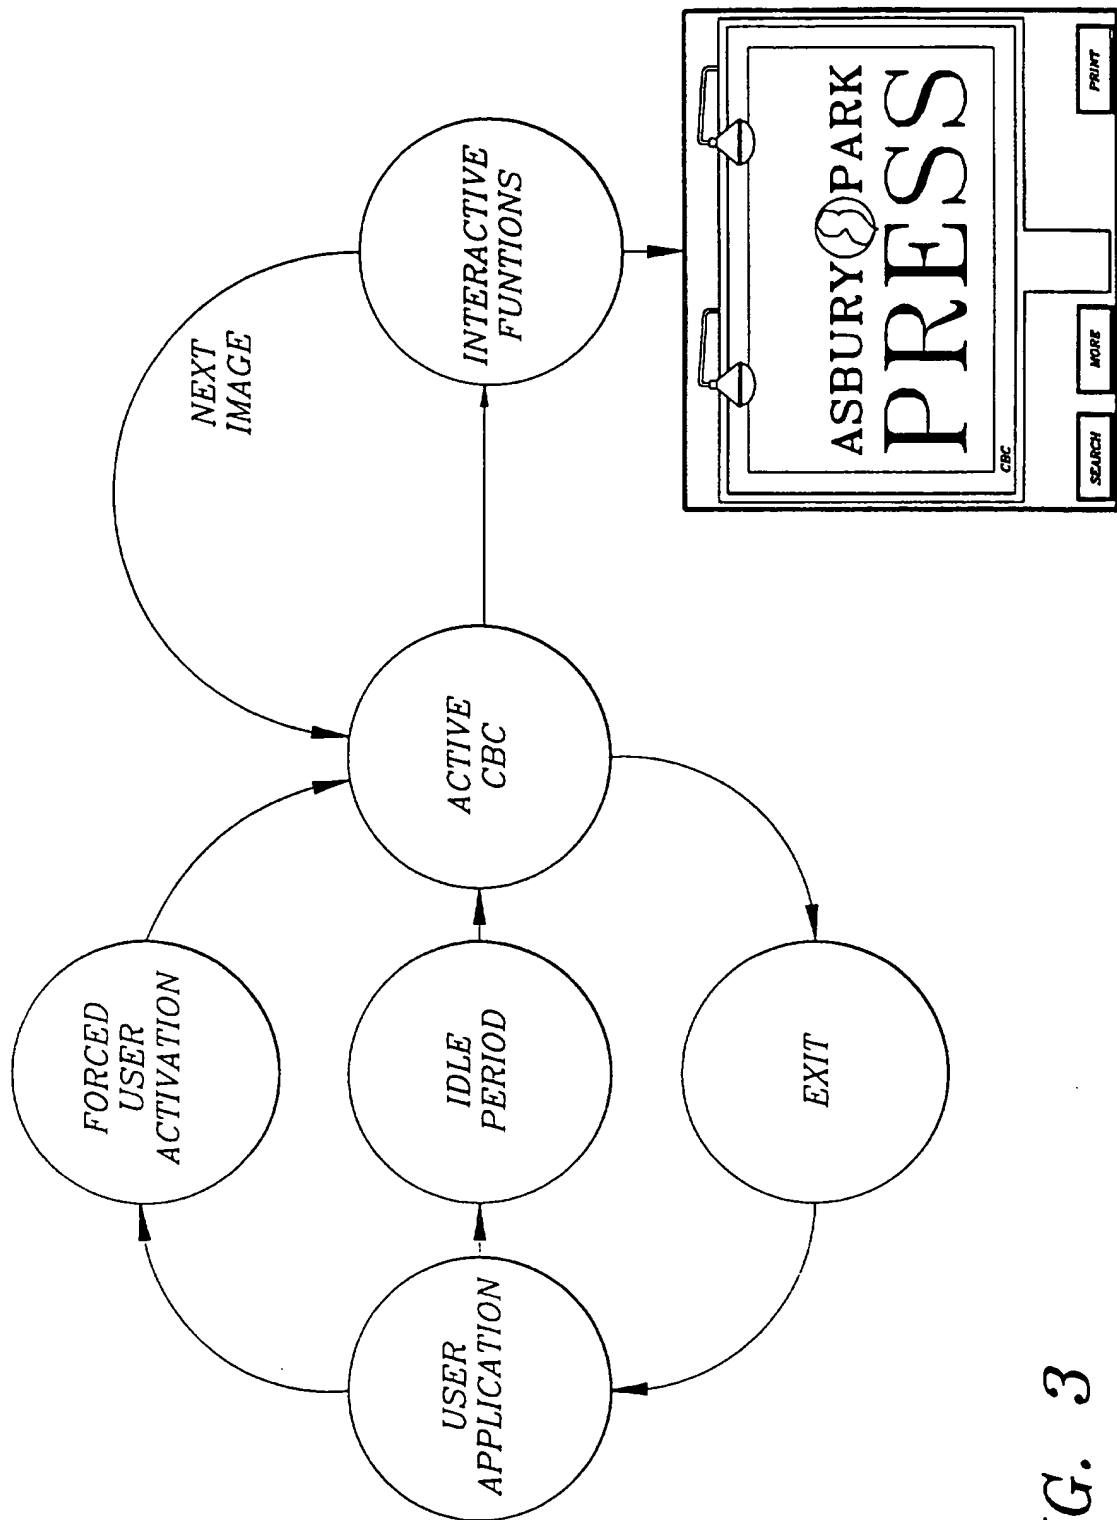 FORCED
USER
ACTIVATION
NEXT
IMAGE
USER
APPLICATION
IDLE
PERIOD
ACTIVE
CBC
INTERACTIVE
FUNTIONS
EXIT
ASBURY PARK
PRESS
CBC
SEARCH
MORE
PRINT
G. 3